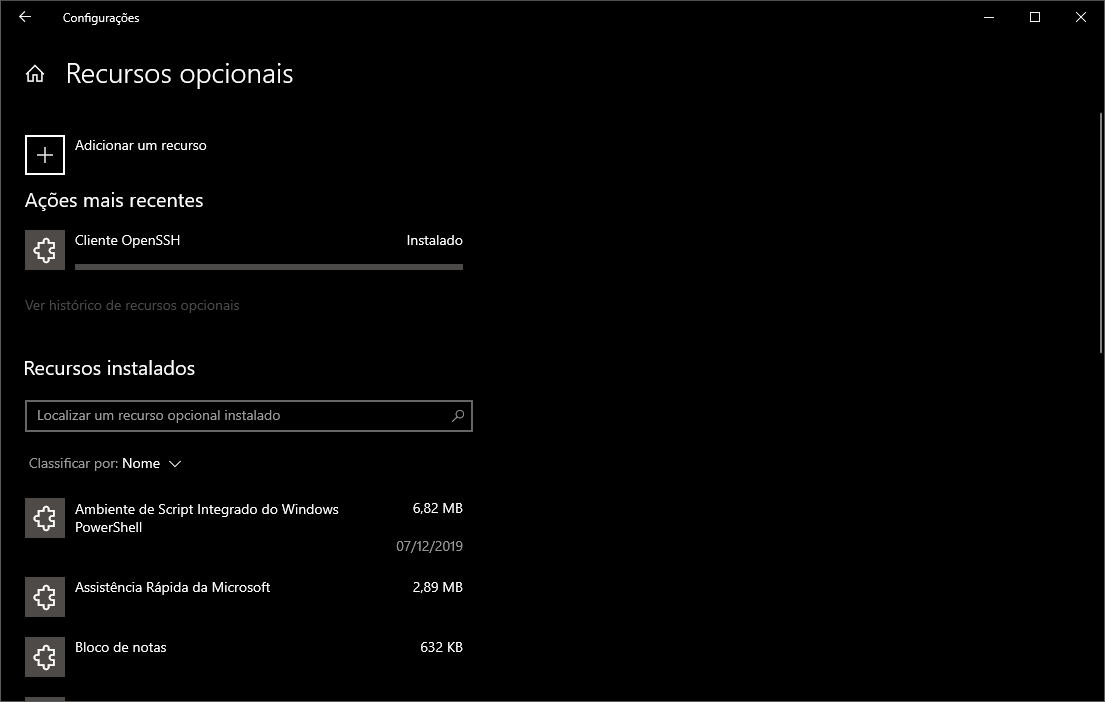 Configurações
Recursos opcionais
Adicionar um recurso
Ações mais recentes
Cliente OpenSSH
Instalado
Ver histórico de recursos opcionais
Recursos instalados
Localizar um recurso opcional instalado
Classificar por: Nome
Ambiente de Script Integrado do Windows
PowerShell
6,82 MB
07/12/2019
Assistência Rápida da Microsoft
2,89 MB
Bloco de notas
632 KB